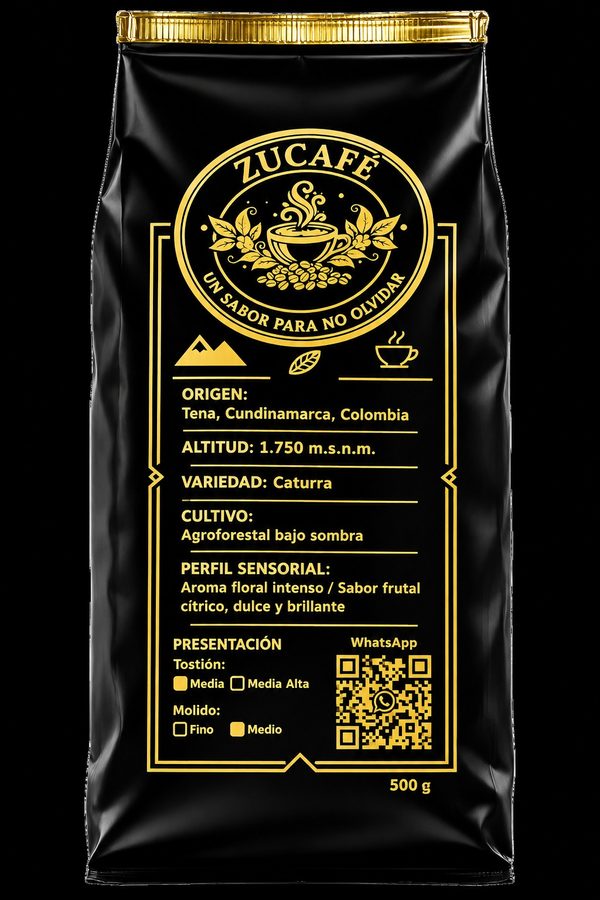 ZUCAFÉ
UN SABOR PARA NO OLVIDAR
ORIGEN:
Tena, Cundinamarca, Colombia
ALTITUD: 1.750 m.s.n.m.
VARIEDAD: Caturra
CULTIVO:
Agroforestal bajo sombra
PERFIL SENSORIAL:
Aroma floral intenso / Sabor frutal
cítrico, dulce y brillante
PRESENTACIÓN
Tostión:
Media Media Alta
Molido:
Fino Medio
WhatsApp
500 g